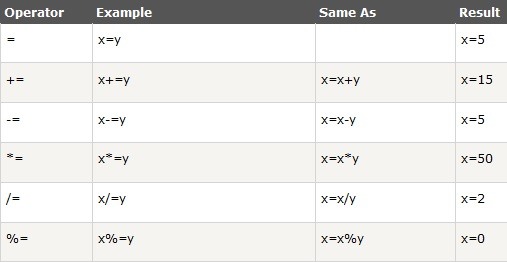 Operator Example Same As Result
= x=y x=5
+= x+=y x=x+y x=15
-= x-=y x=x-y x=5
*= x*=y x=x*y x=50
/= x/=y x=x/y x=2
%= x%=y x=x%y x=0